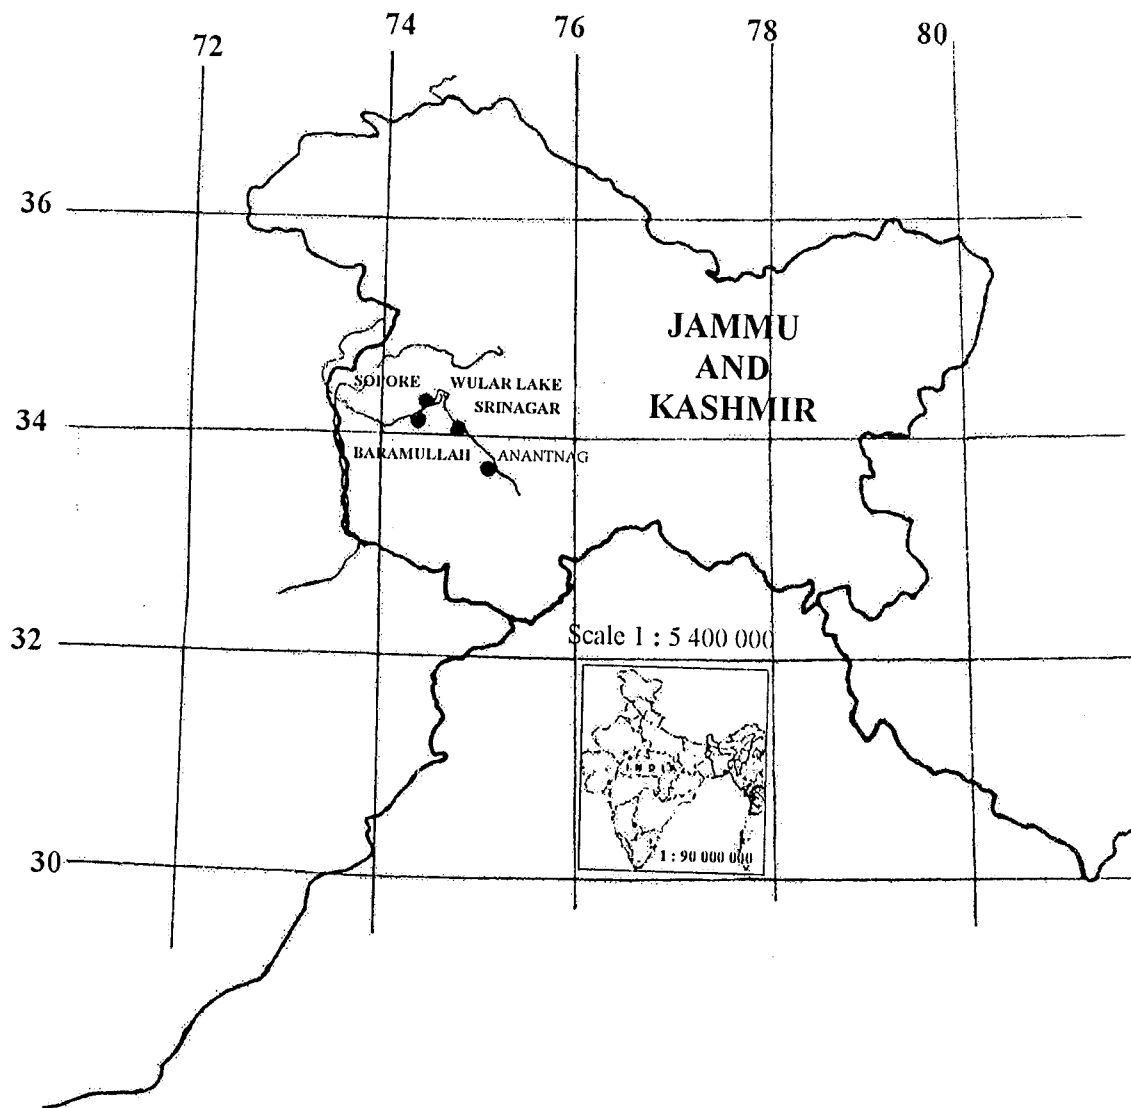 72
74
76
78
80
36
JAMMU
AND
KASHMIR
SOPORE
WULAR LAKE
SRINAGAR
34
BARAMULLAH
ANANTNAG
32
Scale 1 : 5 400 000
INDIA
30
1 : 90 000 000